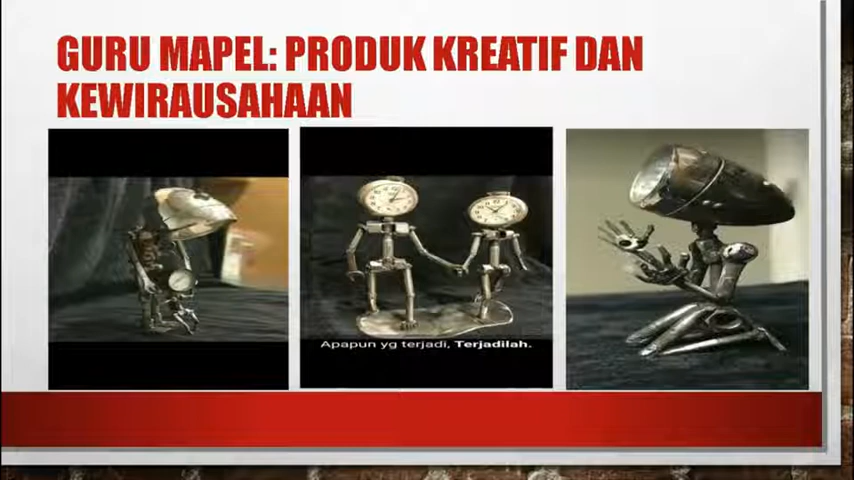 GURU MAPEL: PRODUK KREATIF DAN
KEWIRAUSAHAAN
Apapun yg terjadi, Terjadilah.